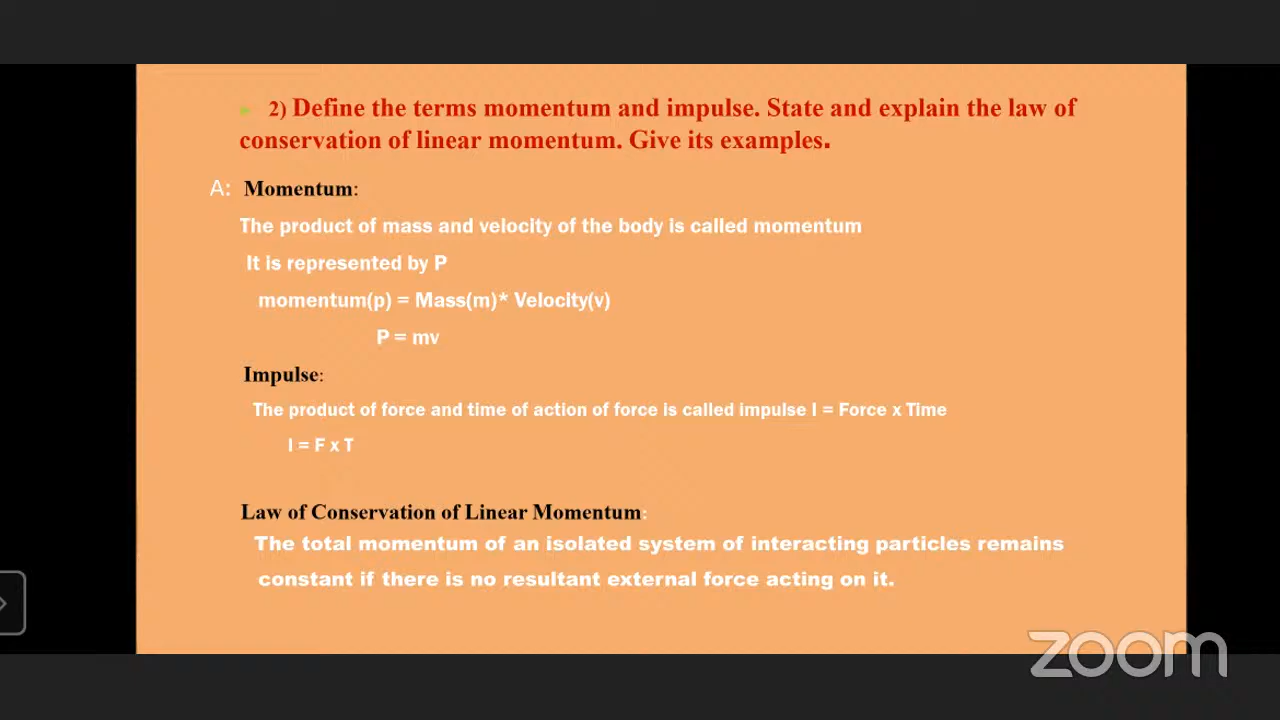 2) Define the terms momentum and impulse. State and explain the law of
conservation of linear momentum. Give its examples.
A: Momentum:
The product of mass and velocity of the body is called momentum
It is represented by P
momentum(p) = Mass(m)* Velocity(v)
P = mv
Impulse:
The product of force and time of action of force is called impulse I = Force x Time
I = F x T
Law of Conservation of Linear Momentum:
The total momentum of an isolated system of interacting particles remains
constant if there is no resultant external force acting on it.
zoom